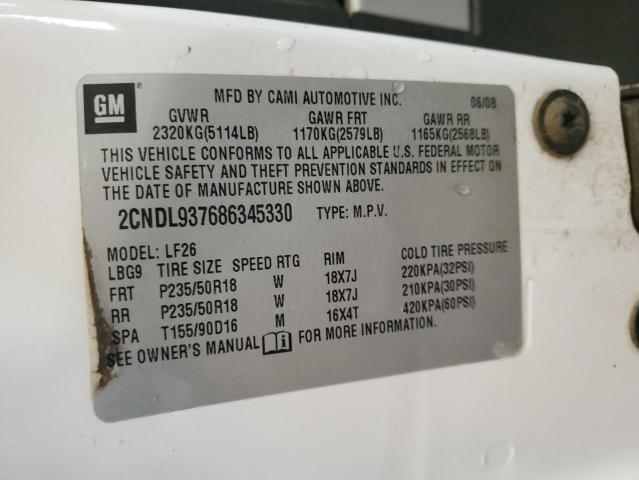 GM
MFD BY CAMI AUTOMOTIVE INC. 06/08
GVWR GAWR FRT GAWR RR
2320KG(5114LB) 1170KG(2579LB) 1165KG(2568LB)
THIS VEHICLE CONFORMS TO ALL APPLICABLE U.S. FEDERAL MOTOR
VEHICLE SAFETY AND THEFT PREVENTION STANDARDS IN EFFECT ON
THE DATE OF MANUFACTURE SHOWN ABOVE.
2CNDL937686345330 TYPE: M.P.V.
MODEL: LF26
LBG9 TIRE SIZE SPEED RTG RIM COLD TIRE PRESSURE
FRT P235/50R18 W 18X7J 220KPA(32PSI)
RR P235/50R18 W 18X7J 210KPA(30PSI)
SPA T155/90D16 M 16X4T 420KPA(60PSI)
SEE OWNER'S MANUAL i FOR MORE INFORMATION.